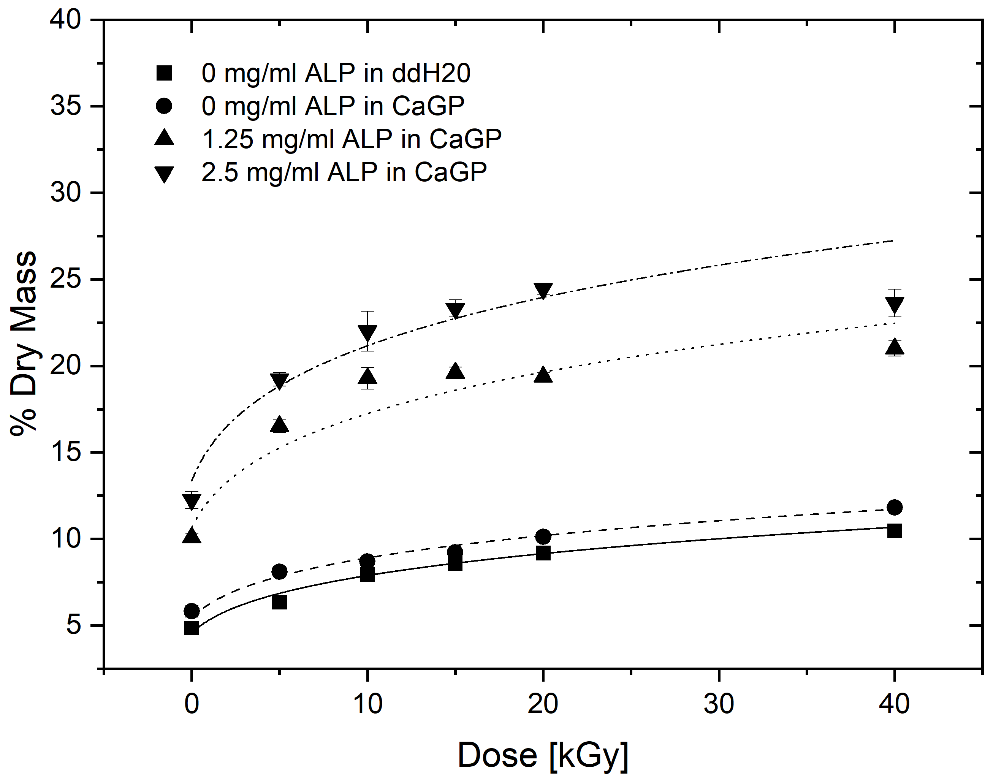 40
35
30
25
20
15
10
5
% Dry Mass
0 mg/ml ALP in ddH20
0 mg/ml ALP in CaGP
1.25 mg/ml ALP in CaGP
2.5 mg/ml ALP in CaGP
0 10 20 30 40
Dose [kGy]